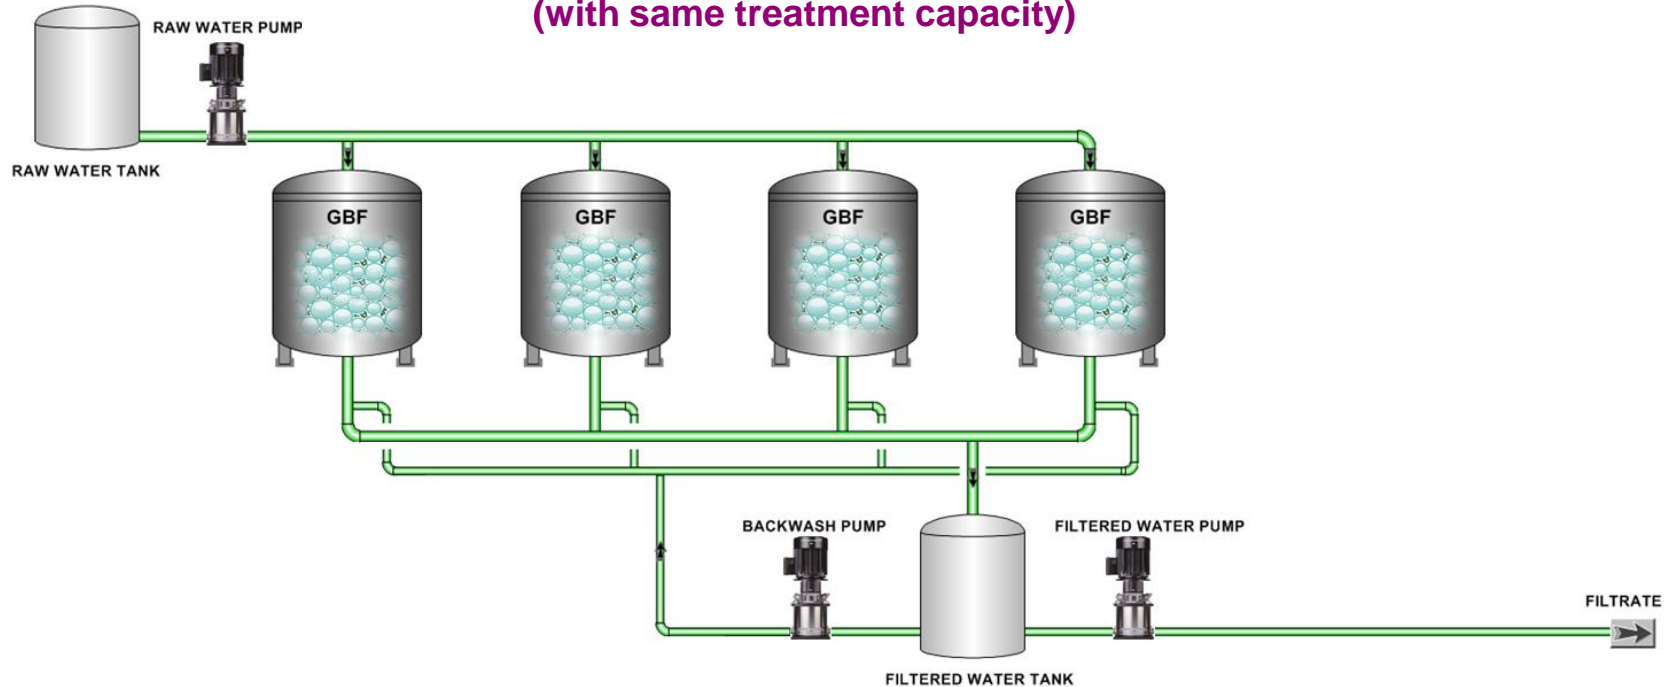 (with same treatment capacity)
RAW WATER PUMP
RAW WATER TANK
GBF
GBF
GBF
GBF
BACKWASH PUMP
FILTERED WATER PUMP
FILTRATE
FILTERED WATER TANK